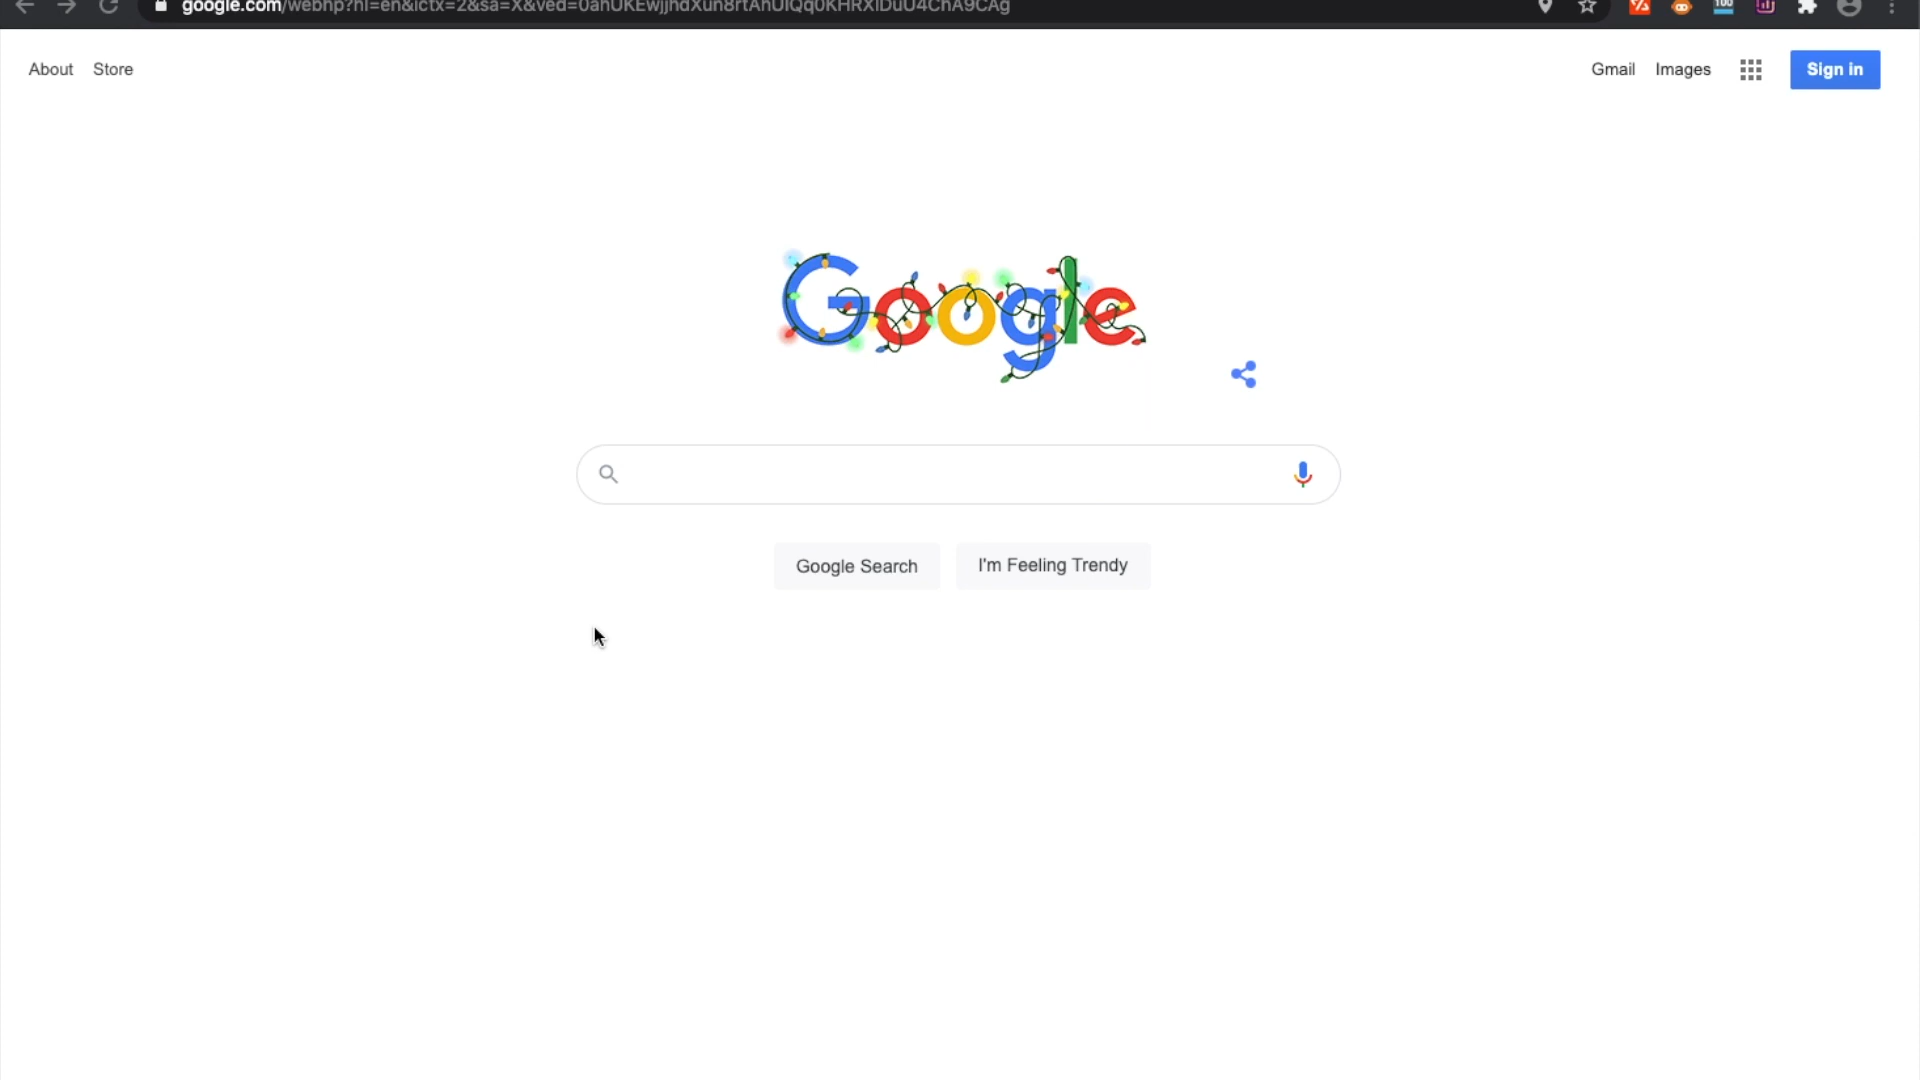 google.com/webhp?hl=en&ictx=2&sa=X&ved=
About Store
Gmail Images Sign in
Google
Google Search I'm Feeling Trendy
100